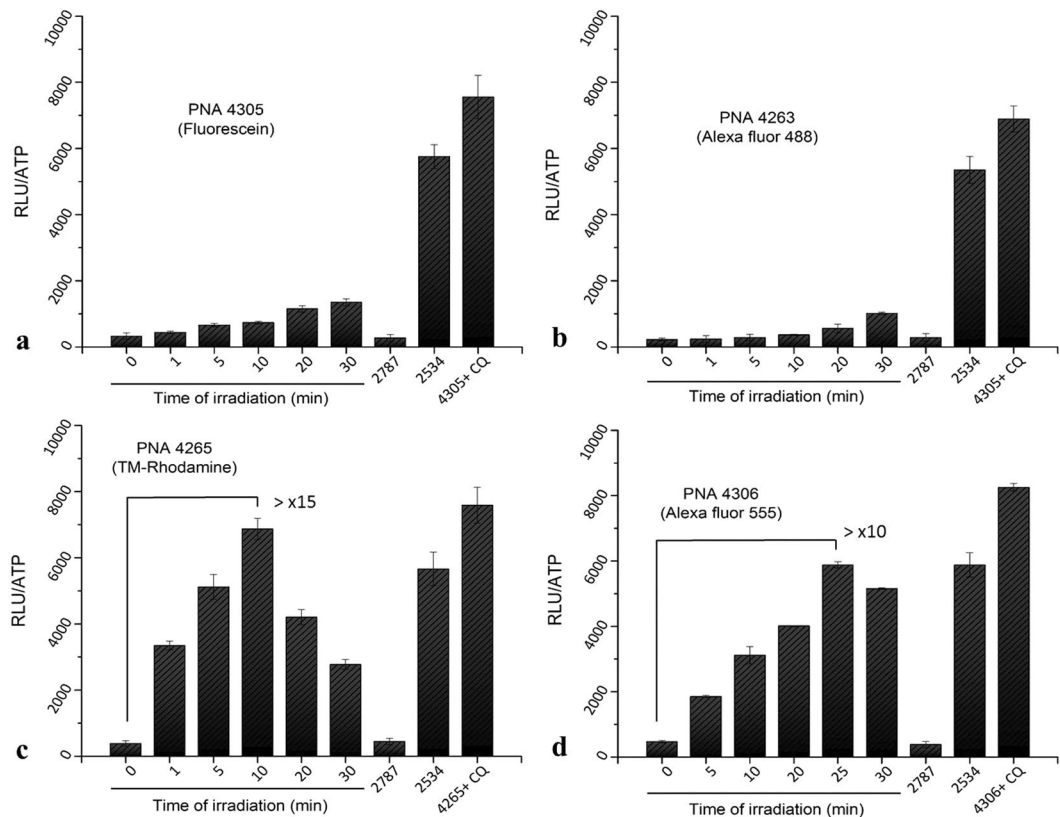 10000
8000
6000
4000
2000
0
RLU/ATP
PNA 4305
(Fluorescein)
a
0 1 5 10 20 30 2787 2534 4305+ CQ
Time of irradiation (min)
10000
8000
6000
4000
2000
0
RLU/ATP
PNA 4263
(Alexa fluor 488)
b
0 1 5 10 20 30 2787 2534 4305+ CQ
Time of irradiation (min)
10000
8000
6000
4000
2000
0
RLU/ATP
PNA 4265
(TM-Rhodamine)
> x15
c
0 1 5 10 20 30 2787 2534 4265+ CQ
Time of irradiation (min)
10000
8000
6000
4000
2000
0
RLU/ATP
PNA 4306
(Alexa fluor 555)
> x10
d
0 5 10 20 25 30 2787 2534 4306+ CQ
Time of irradiation (min)